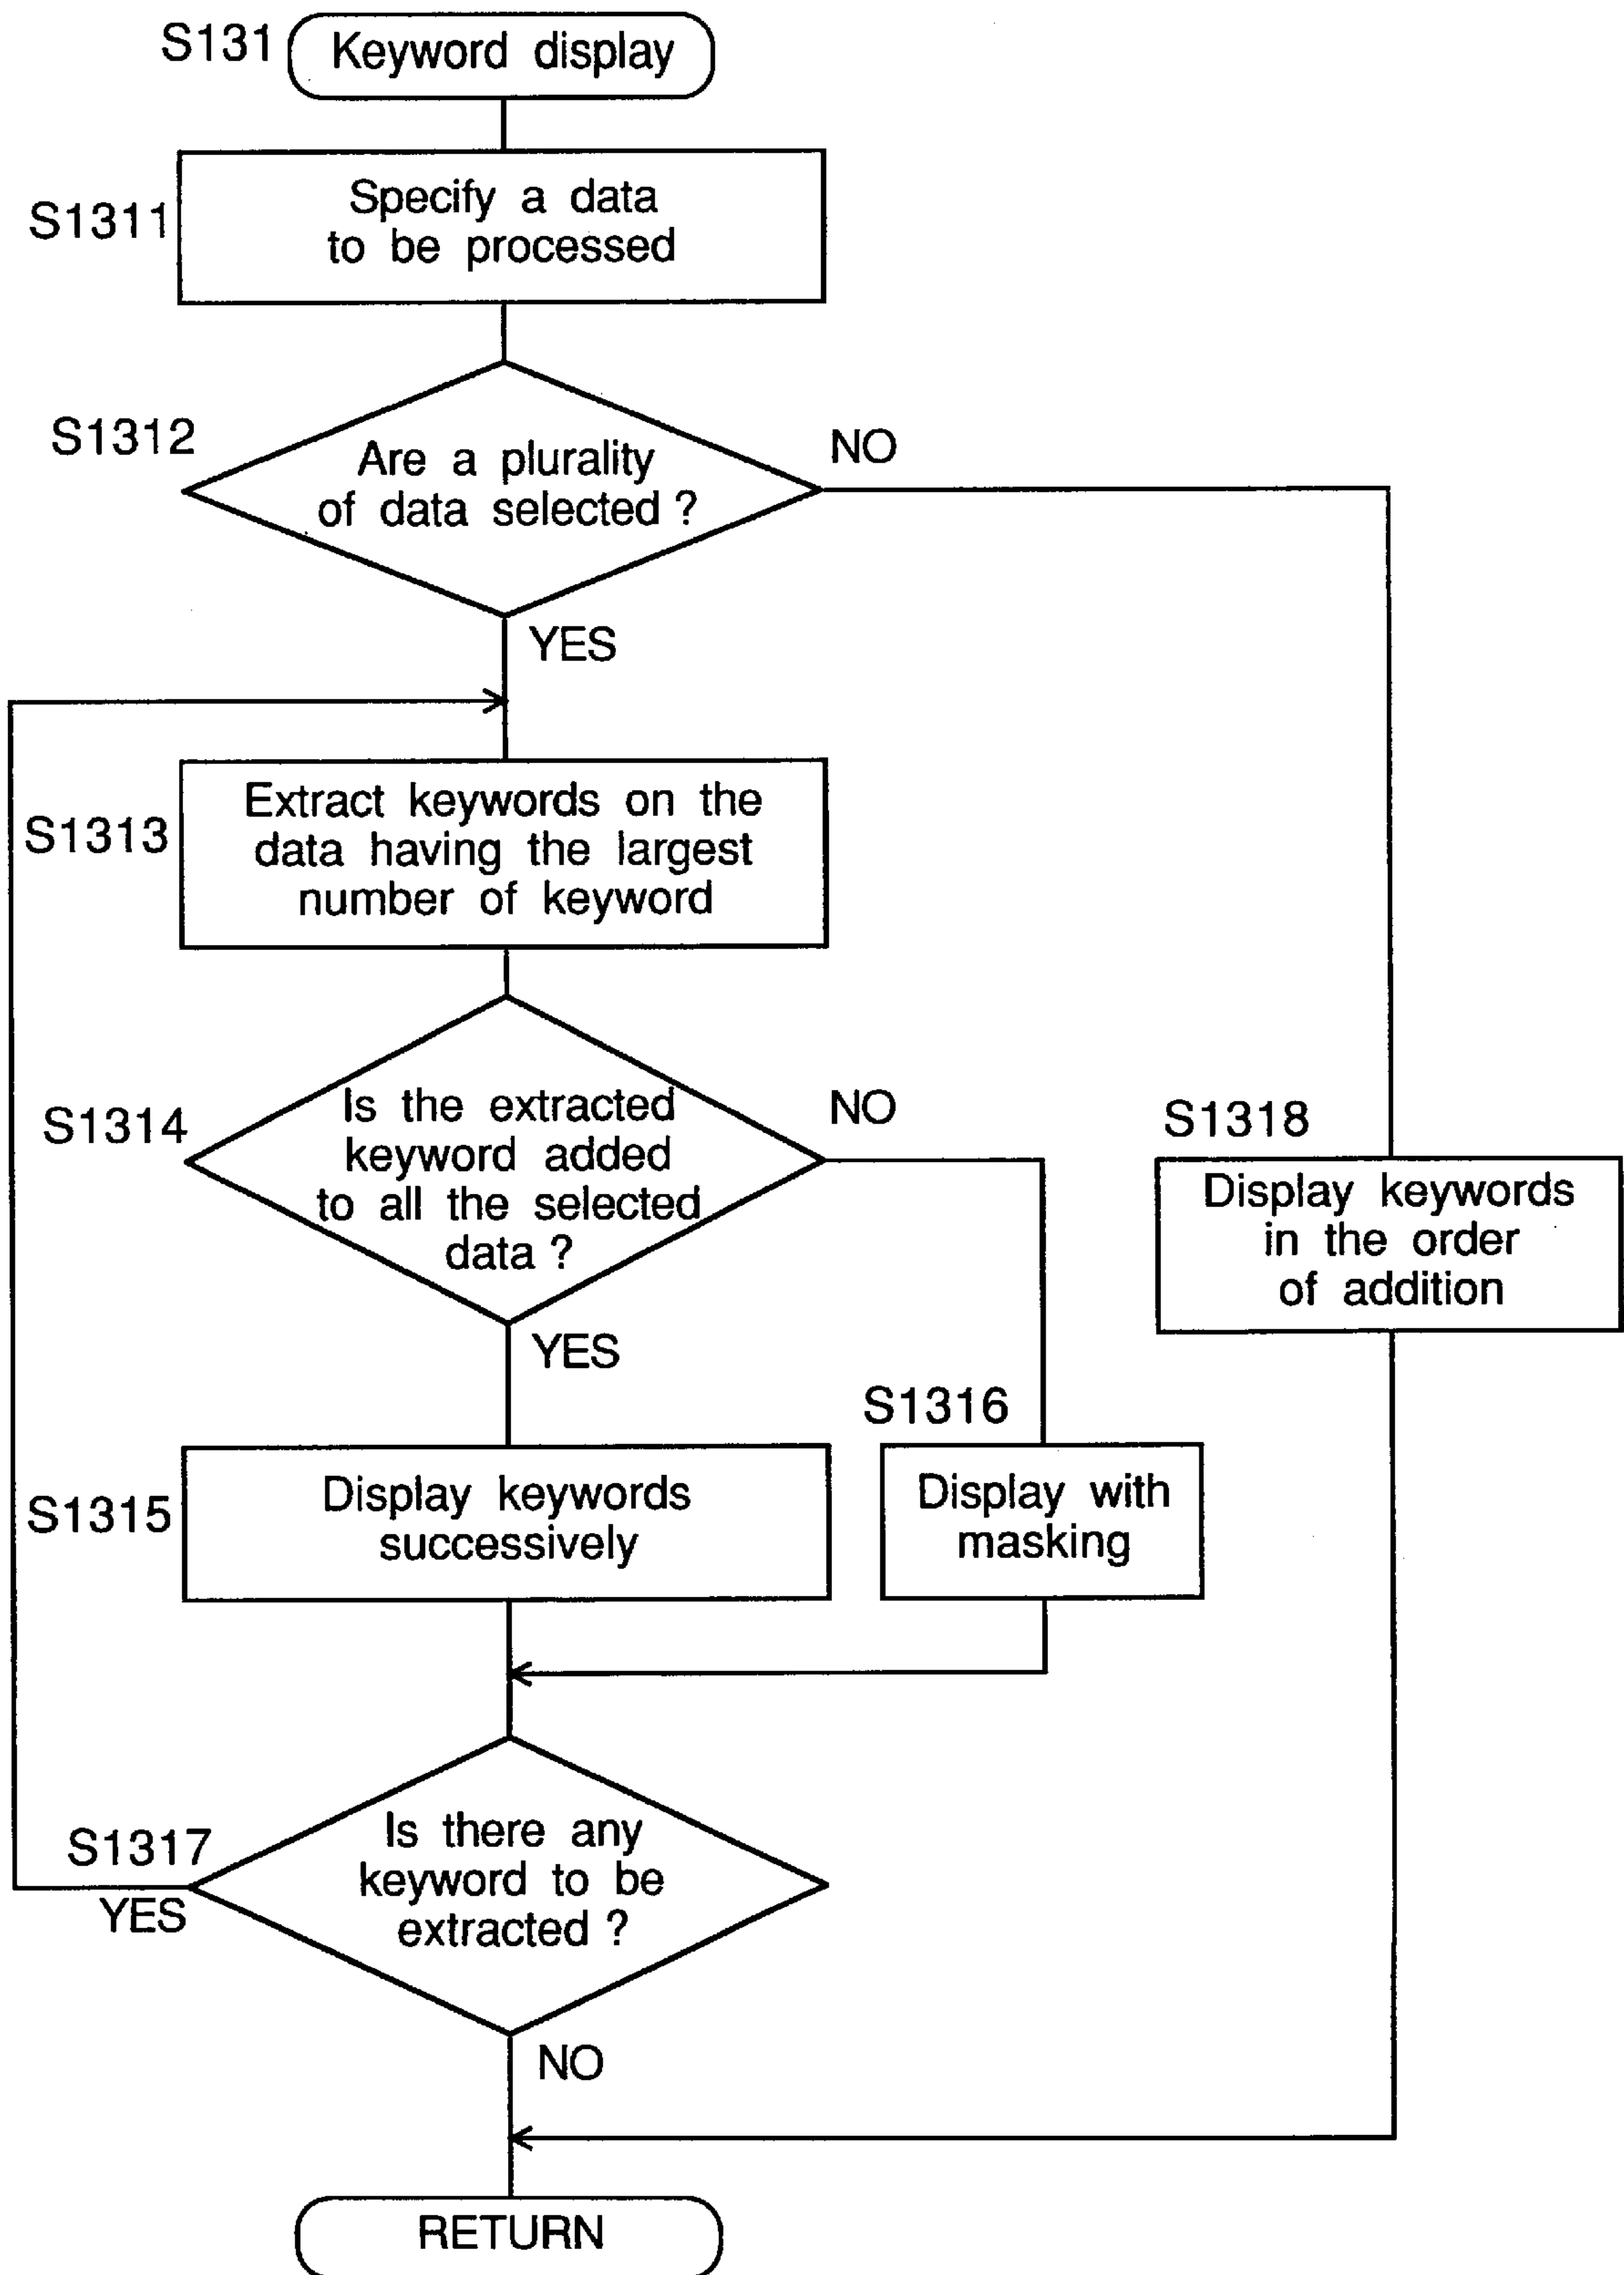 S131
Keyword display
S1311
Specify a data
to be processed
S1312
Are a plurality
of data selected ?
NO
YES
S1313
Extract keywords on the
data having the largest
number of keyword
S1314
Is the extracted
keyword added
to all the selected
data ?
NO
YES
S1318
Display keywords
in the order
of addition
S1316
Display with
masking
S1315
Display keywords
successively
S1317
Is there any
keyword to be
extracted ?
YES
NO
RETURN